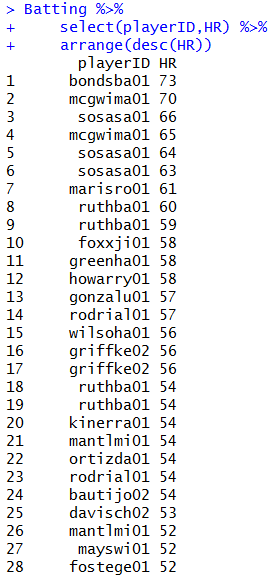 > Batting %>%
+ select(playerID,HR) %>%
+ arrange(desc(HR))
playerID HR
1 bondsba01 73
2 mcgwima01 70
3 sosasa01 66
4 mcgwima01 65
5 sosasa01 64
6 sosasa01 63
7 marisro01 61
8 ruthba01 60
9 ruthba01 59
10 foxxji01 58
11 greenha01 58
12 howarry01 58
13 gonzalu01 57
14 rodrial01 57
15 wilsoha01 56
16 griffke02 56
17 griffke02 56
18 ruthba01 54
19 ruthba01 54
20 kinerra01 54
21 mantlmi01 54
22 ortizda01 54
23 rodrial01 54
24 bautijo02 54
25 davisch02 53
26 mantlmi01 52
27 mayswi01 52
28 fostege01 52